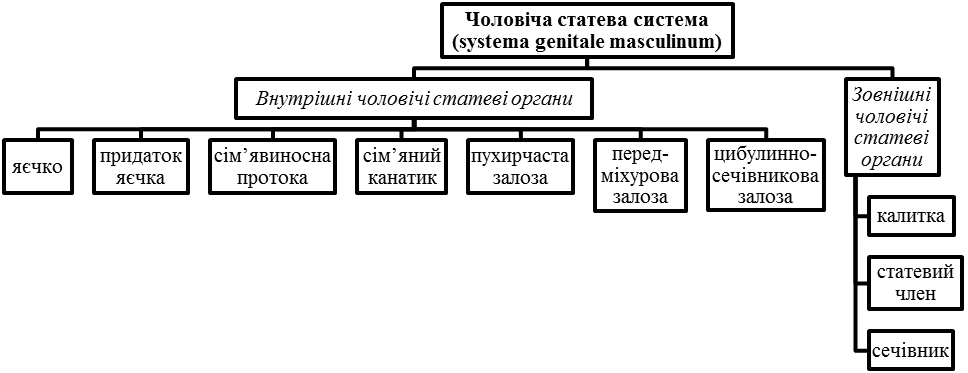 Чоловіча статева система
(systema genitale masculinum)
Внутрішні чоловічі статеві органи
Зовнішні
чоловічі
статеві
органи
яєчко
придаток
яєчка
сім’явиносна
протока
сім’яний
канатик
пухирчаста
залоза
перед-
міхурова
залоза
цибулинно-
сечівникова
залоза
калитка
статевий
член
сечівник